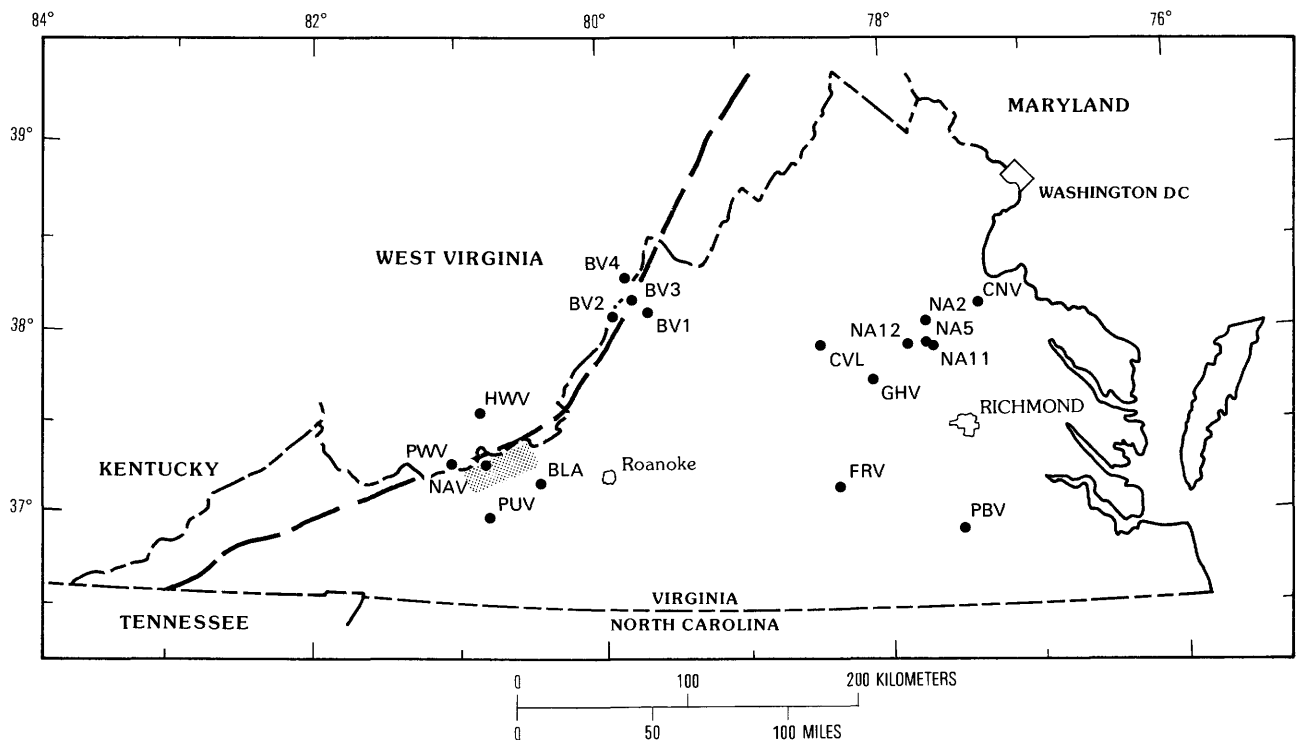 84° 82° 80° 78° 76°
39°
MARYLAND
WASHINGTON DC
WEST VIRGINIA
BV4
BV3
BV2
BV1
CNV
NA2
38°
NA12
NA5
CVL
NA11
GHV
HWV
RICHMOND
KENTUCKY
PWV
NAV
BLA
Roanoke
FRV
37°
PUV
PBV
VIRGINIA
TENNESSEE
NORTH CAROLINA
0 100 200 KILOMETERS
0 50 100 MILES